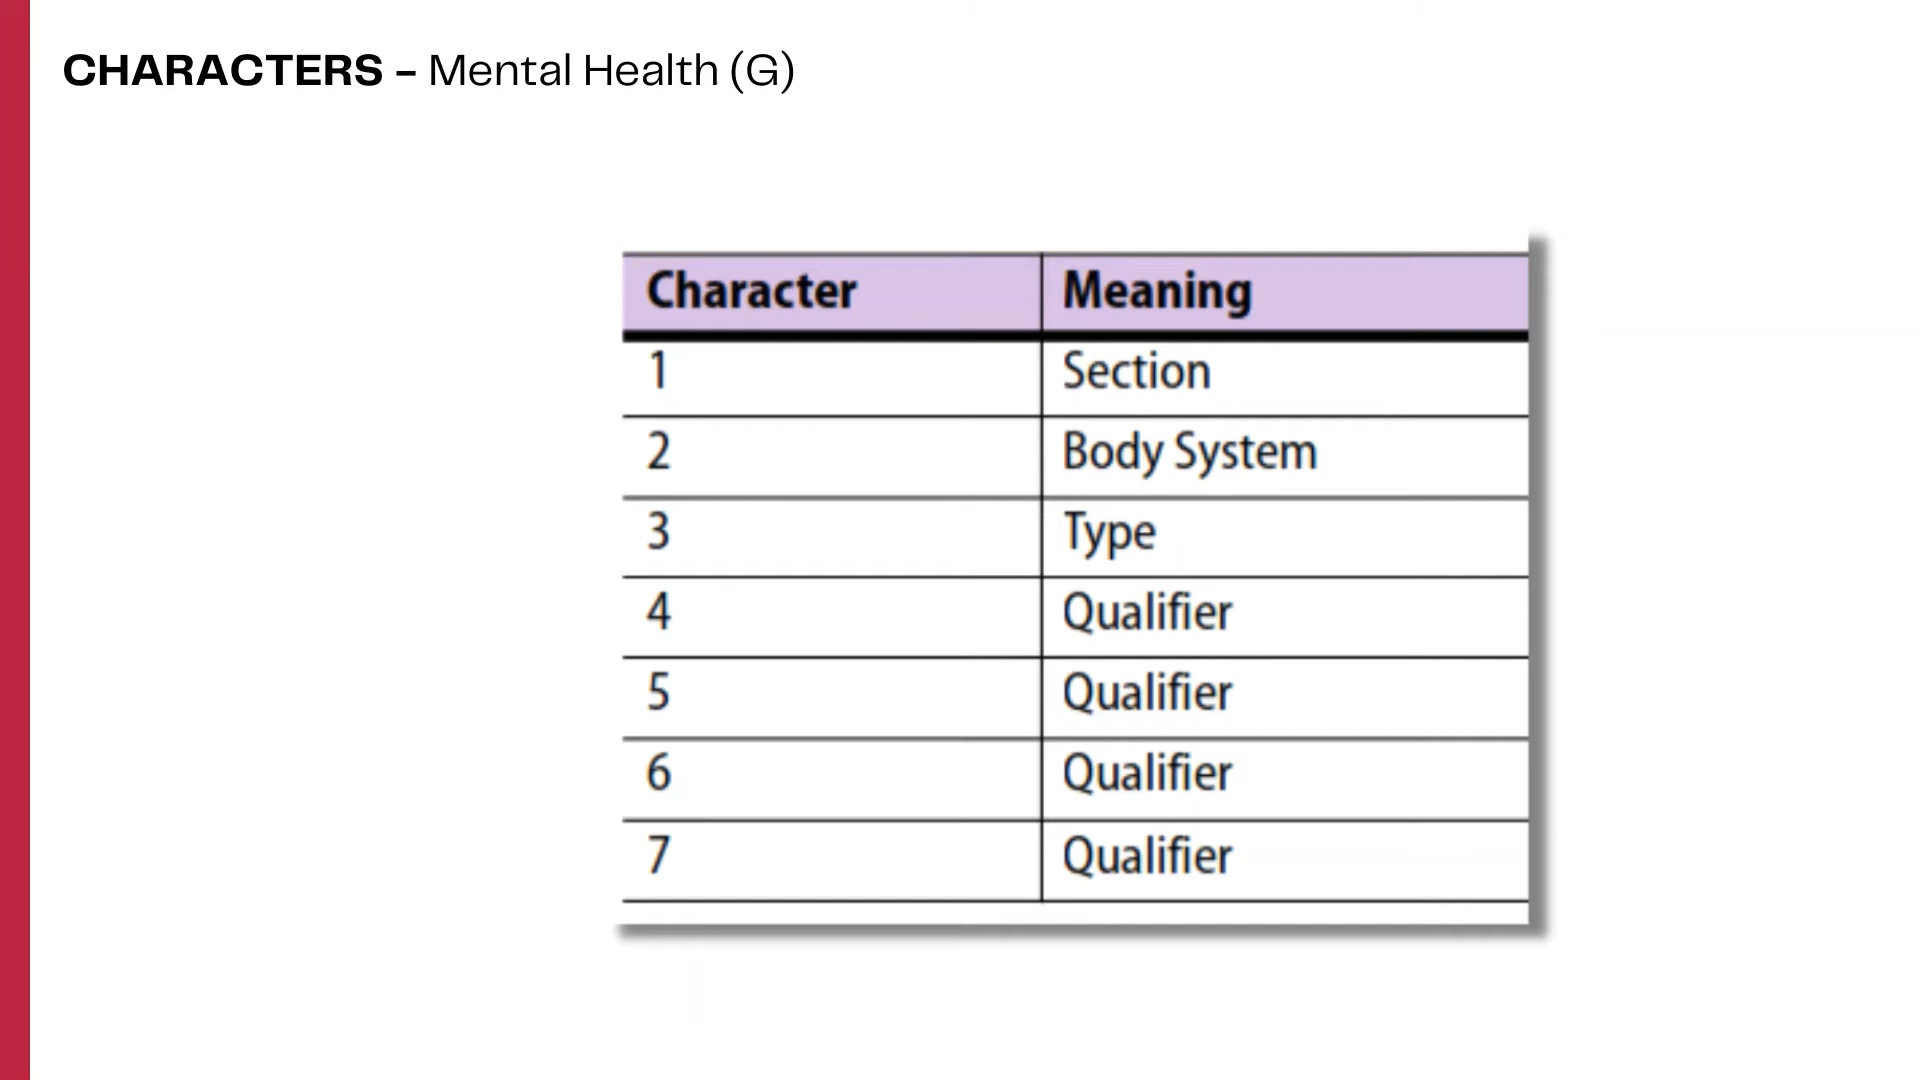 CHARACTERS – Mental Health (G)
Character Meaning
1 Section
2 Body System
3 Type
4 Qualifier
5 Qualifier
6 Qualifier
7 Qualifier